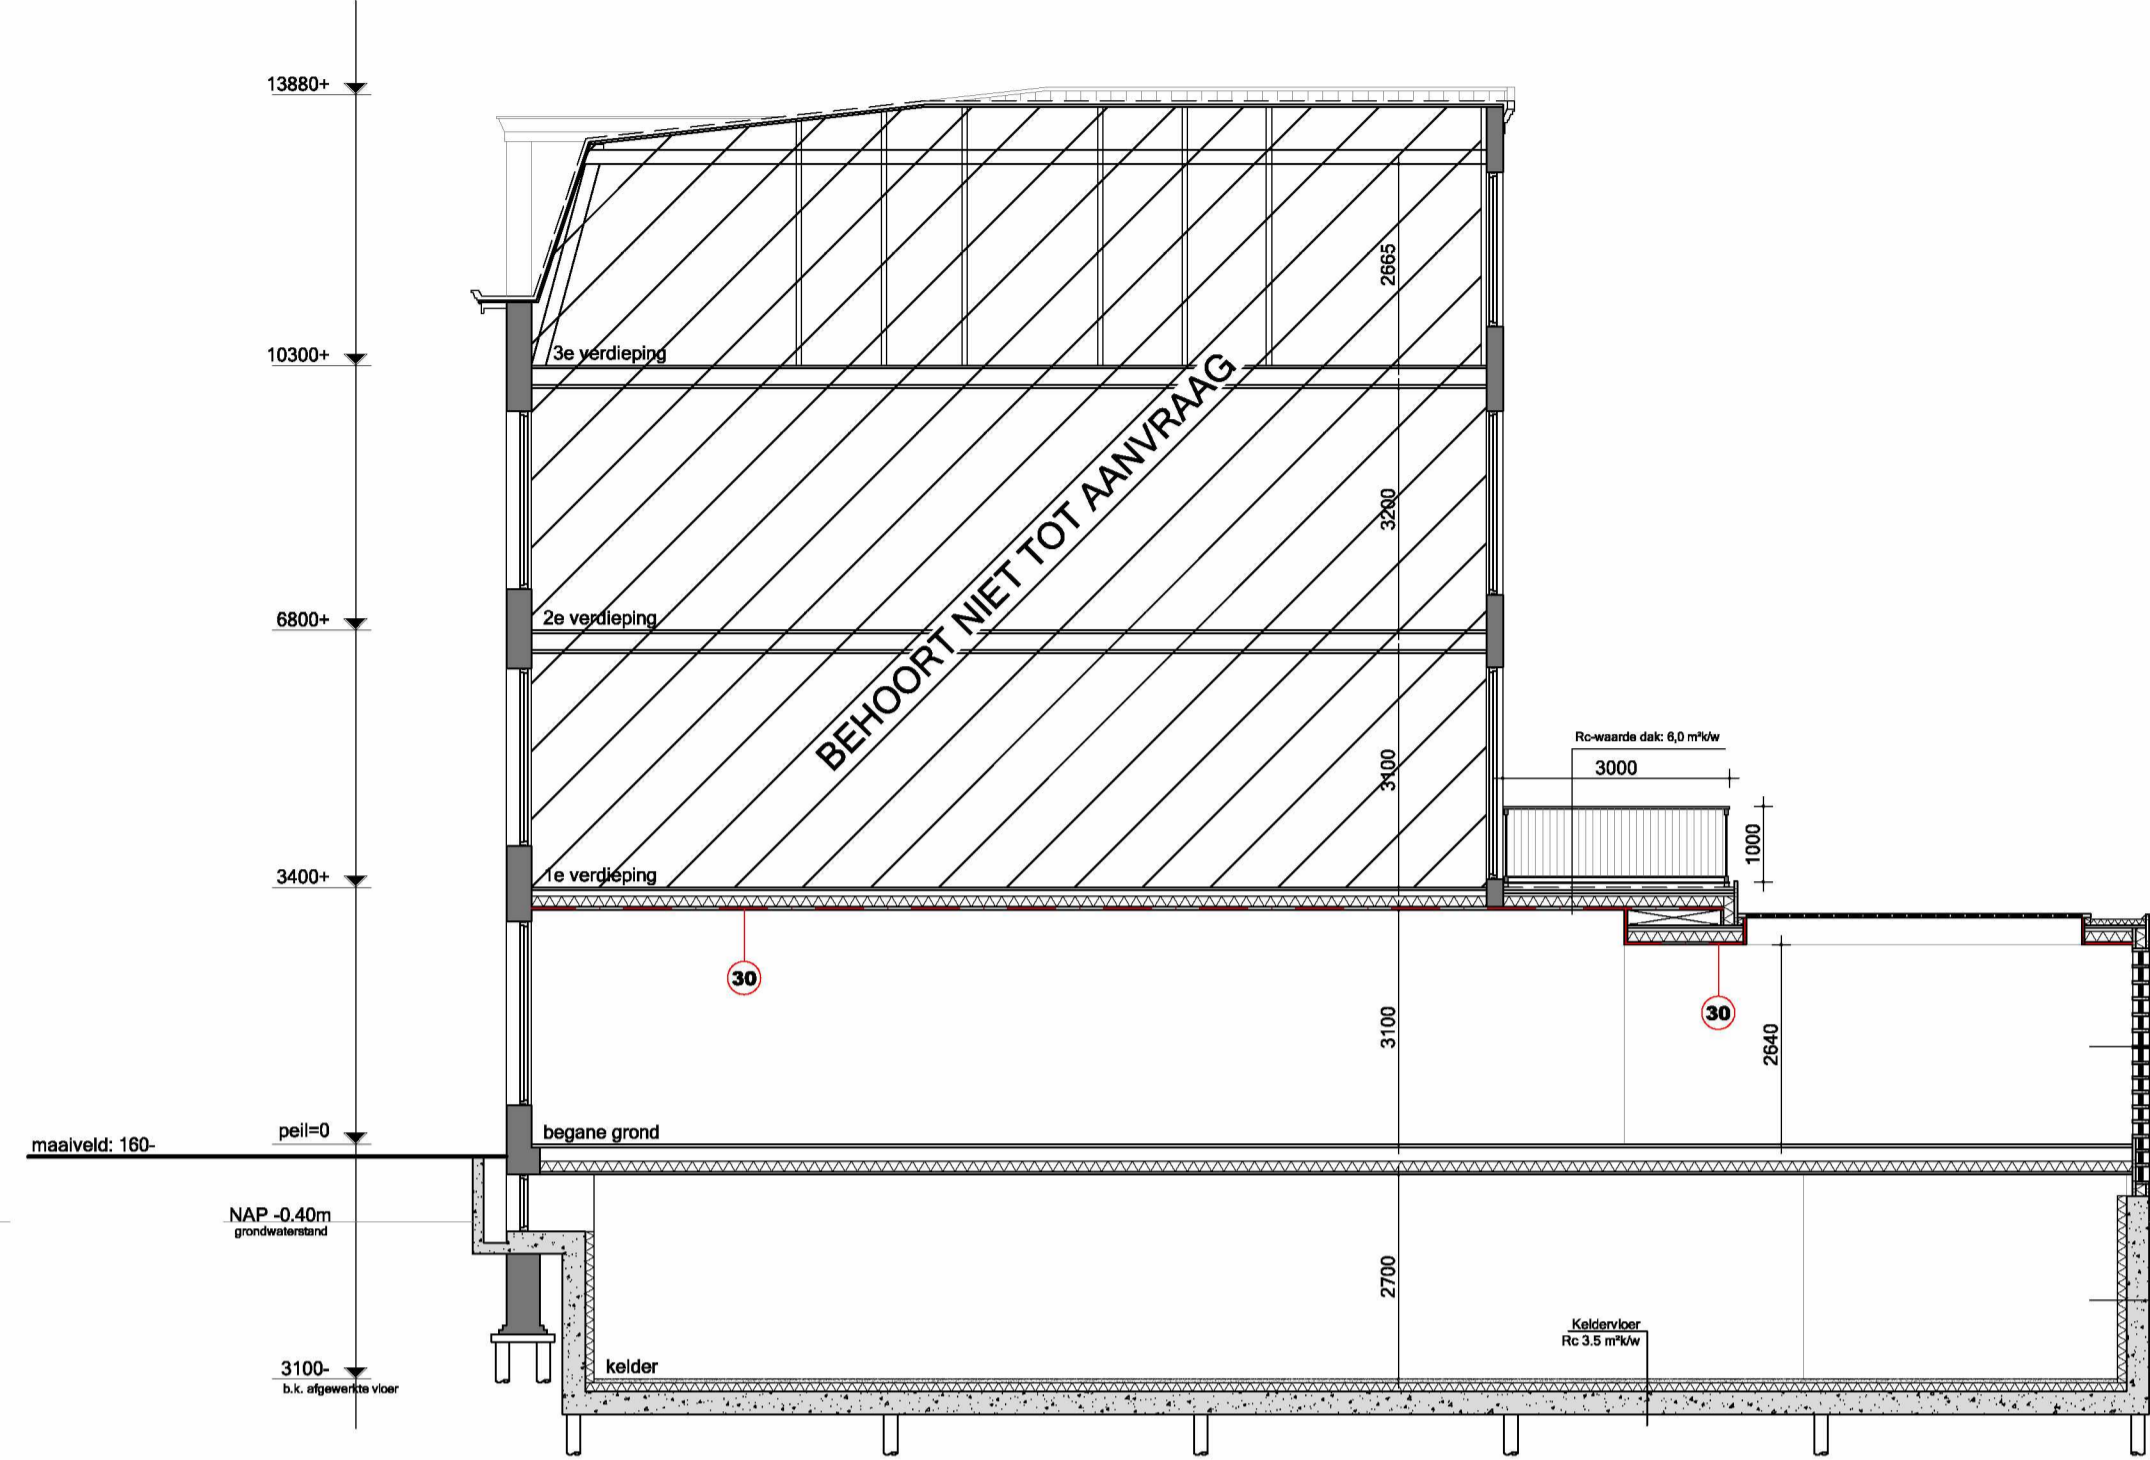 13880+
2665
3e verdieping
10300+
BEHOORT NIET TOT AANVRAAG
3200
2e verdieping
6800+
Rc-waarde dak: 6,0 m²k/w
3000
3100
1000
1e verdieping
3400+
30
30
3100
2640
begane grond
peil=0
maaiveld: 160-
NAP -0.40m
grondwaterstand
2700
Keldervloer
Rc 3.5 m²k/w
kelder
3100-
b.k. afgewerkte vloer